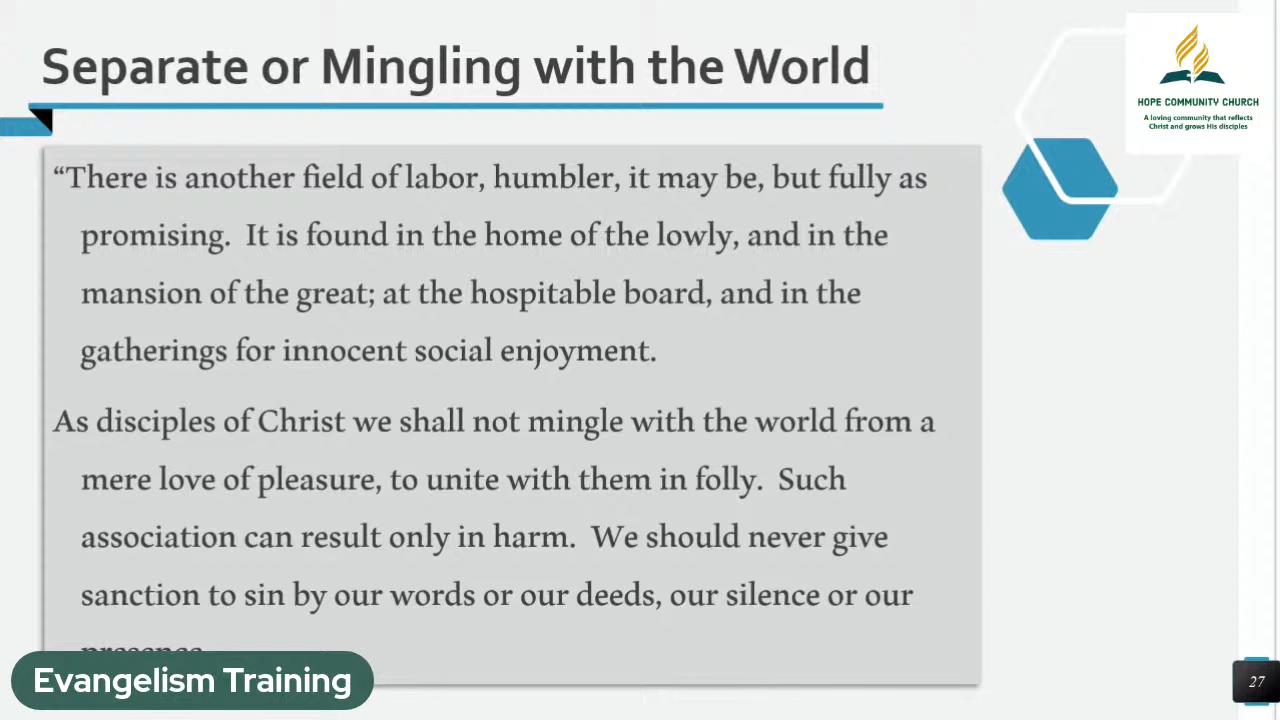 Separate or Mingling with the World
HOPE COMMUNITY CHURCH
A loving community that reflects
Christ and grows His disciples
“There is another field of labor, humbler, it may be, but fully as
promising.  It is found in the home of the lowly, and in the
mansion of the great; at the hospitable board, and in the
gatherings for innocent social enjoyment.
As disciples of Christ we shall not mingle with the world from a
mere love of pleasure, to unite with them in folly.  Such
association can result only in harm.  We should never give
sanction to sin by our words or our deeds, our silence or our
Evangelism Training
27